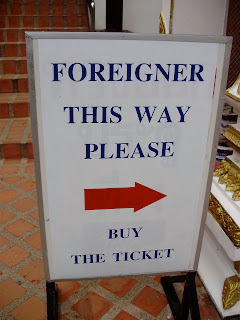 FOREIGNER
THIS WAY
PLEASE
BUY
THE TICKET